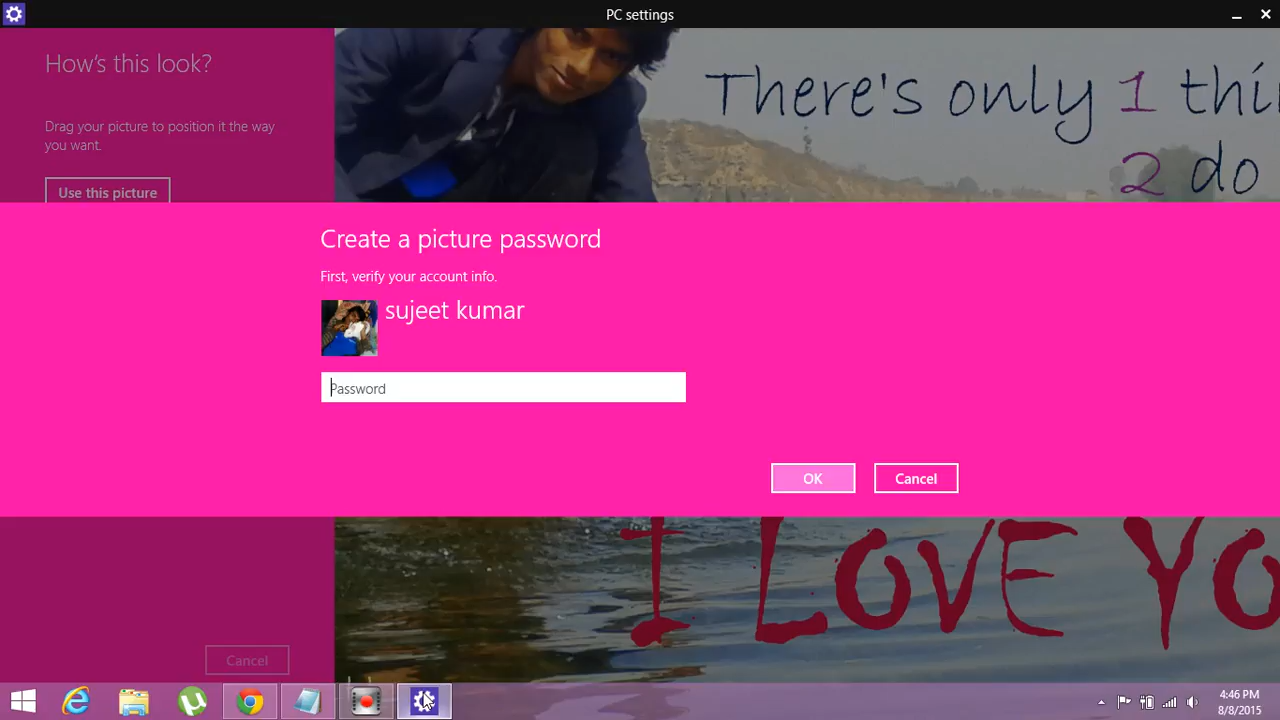 PC settings
How's this look?
There's only 1 thi
Drag your picture to position it the way
you want.
2 do
Use this picture
Create a picture password
First, verify your account info.
sujeet kumar
Password
OK
Cancel
I LOVE YO
Cancel
4:46 PM
8/8/2015